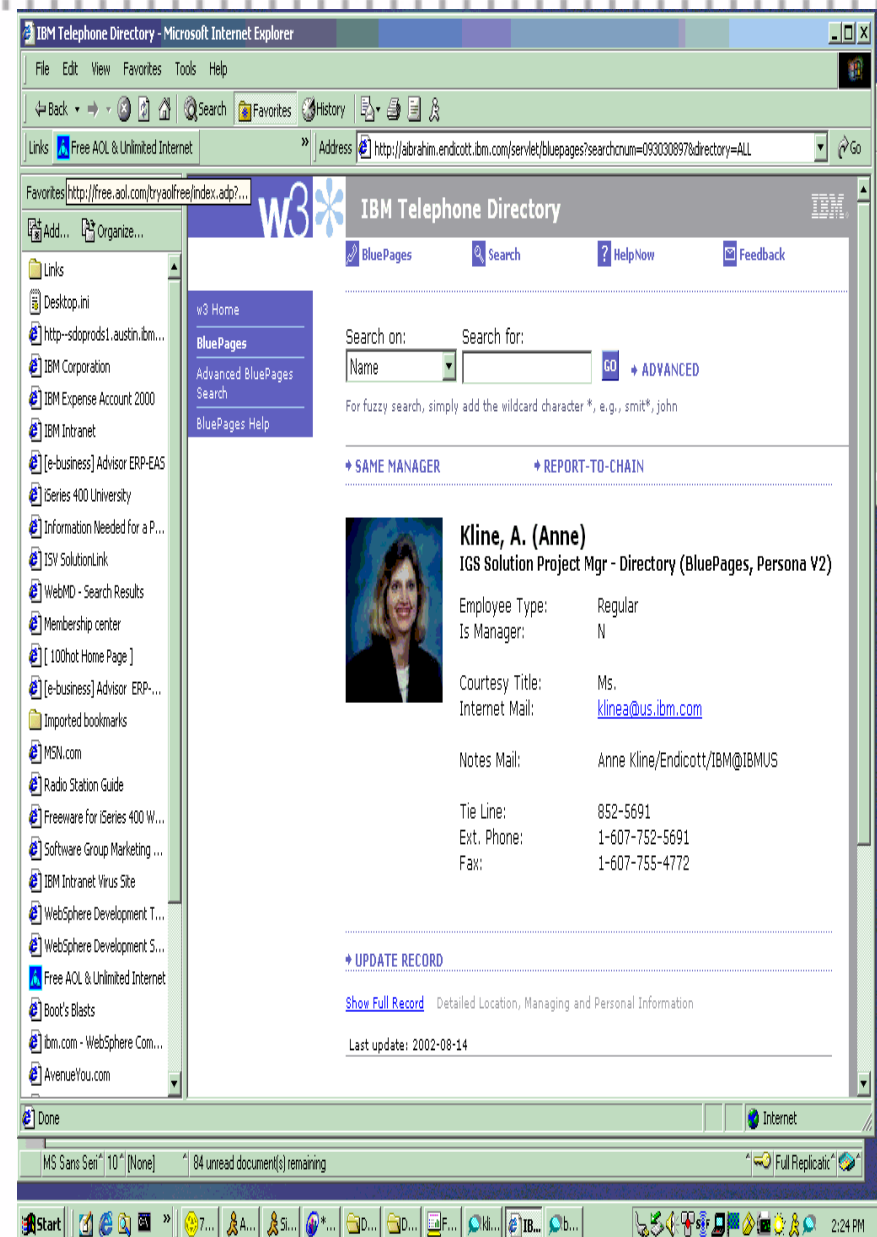 IBM Telephone Directory - Microsoft Internet Explorer
File Edit View Favorites Tools Help
Back Search Favorites History
Links Free AOL & Unlimited Internet » Address http://aibrahim.endicott.ibm.com/servlet/bluepages?searchcnum=093030897&directory=ALL Go
Favorites http://free.aol.com/tryaolfree/index.adp?...
Add... Organize...
Links
Desktop.ini
http--sdoprods1.austin.ibm...
IBM Corporation
IBM Expense Account 2000
IBM Intranet
[e-business] Advisor ERP-EAS
iSeries 400 University
Information Needed for a P...
ISV SolutionLink
WebMD - Search Results
Membership center
[ 100hot Home Page ]
[e-business] Advisor ERP-...
Imported bookmarks
MSN.com
Radio Station Guide
Freeware for iSeries 400 W...
Software Group Marketing ...
IBM Intranet Virus Site
WebSphere Development T...
WebSphere Development S...
Free AOL & Unlimited Internet
Boot's Blasts
ibm.com - WebSphere Com...
AvenueYou.com
w3 IBM Telephone Directory IBM
BluePages Search HelpNow Feedback
w3 Home
BluePages
Advanced BluePages
Search
BluePages Help
Search on: Search for:
Name GO ADVANCED
For fuzzy search, simply add the wildcard character *, e.g., smit*, john
SAME MANAGER REPORT-TO-CHAIN
Kline, A. (Anne)
IGS Solution Project Mgr - Directory (BluePages, Persona V2)
Employee Type: Regular
Is Manager: N
Courtesy Title: Ms.
Internet Mail: klinea@us.ibm.com
Notes Mail: Anne Kline/Endicott/IBM@IBMUS
Tie Line: 852-5691
Ext. Phone: 1-607-752-5691
Fax: 1-607-755-4772
UPDATE RECORD
Show Full Record Detailed Location, Managing and Personal Information
Last update: 2002-08-14
Done Internet
MS Sans Seri 10 [None] 84 unread document(s) remaining Full Replicatic
Start » 7... A... Si... *... D... D... F... kli... IB... b... 2:24 PM